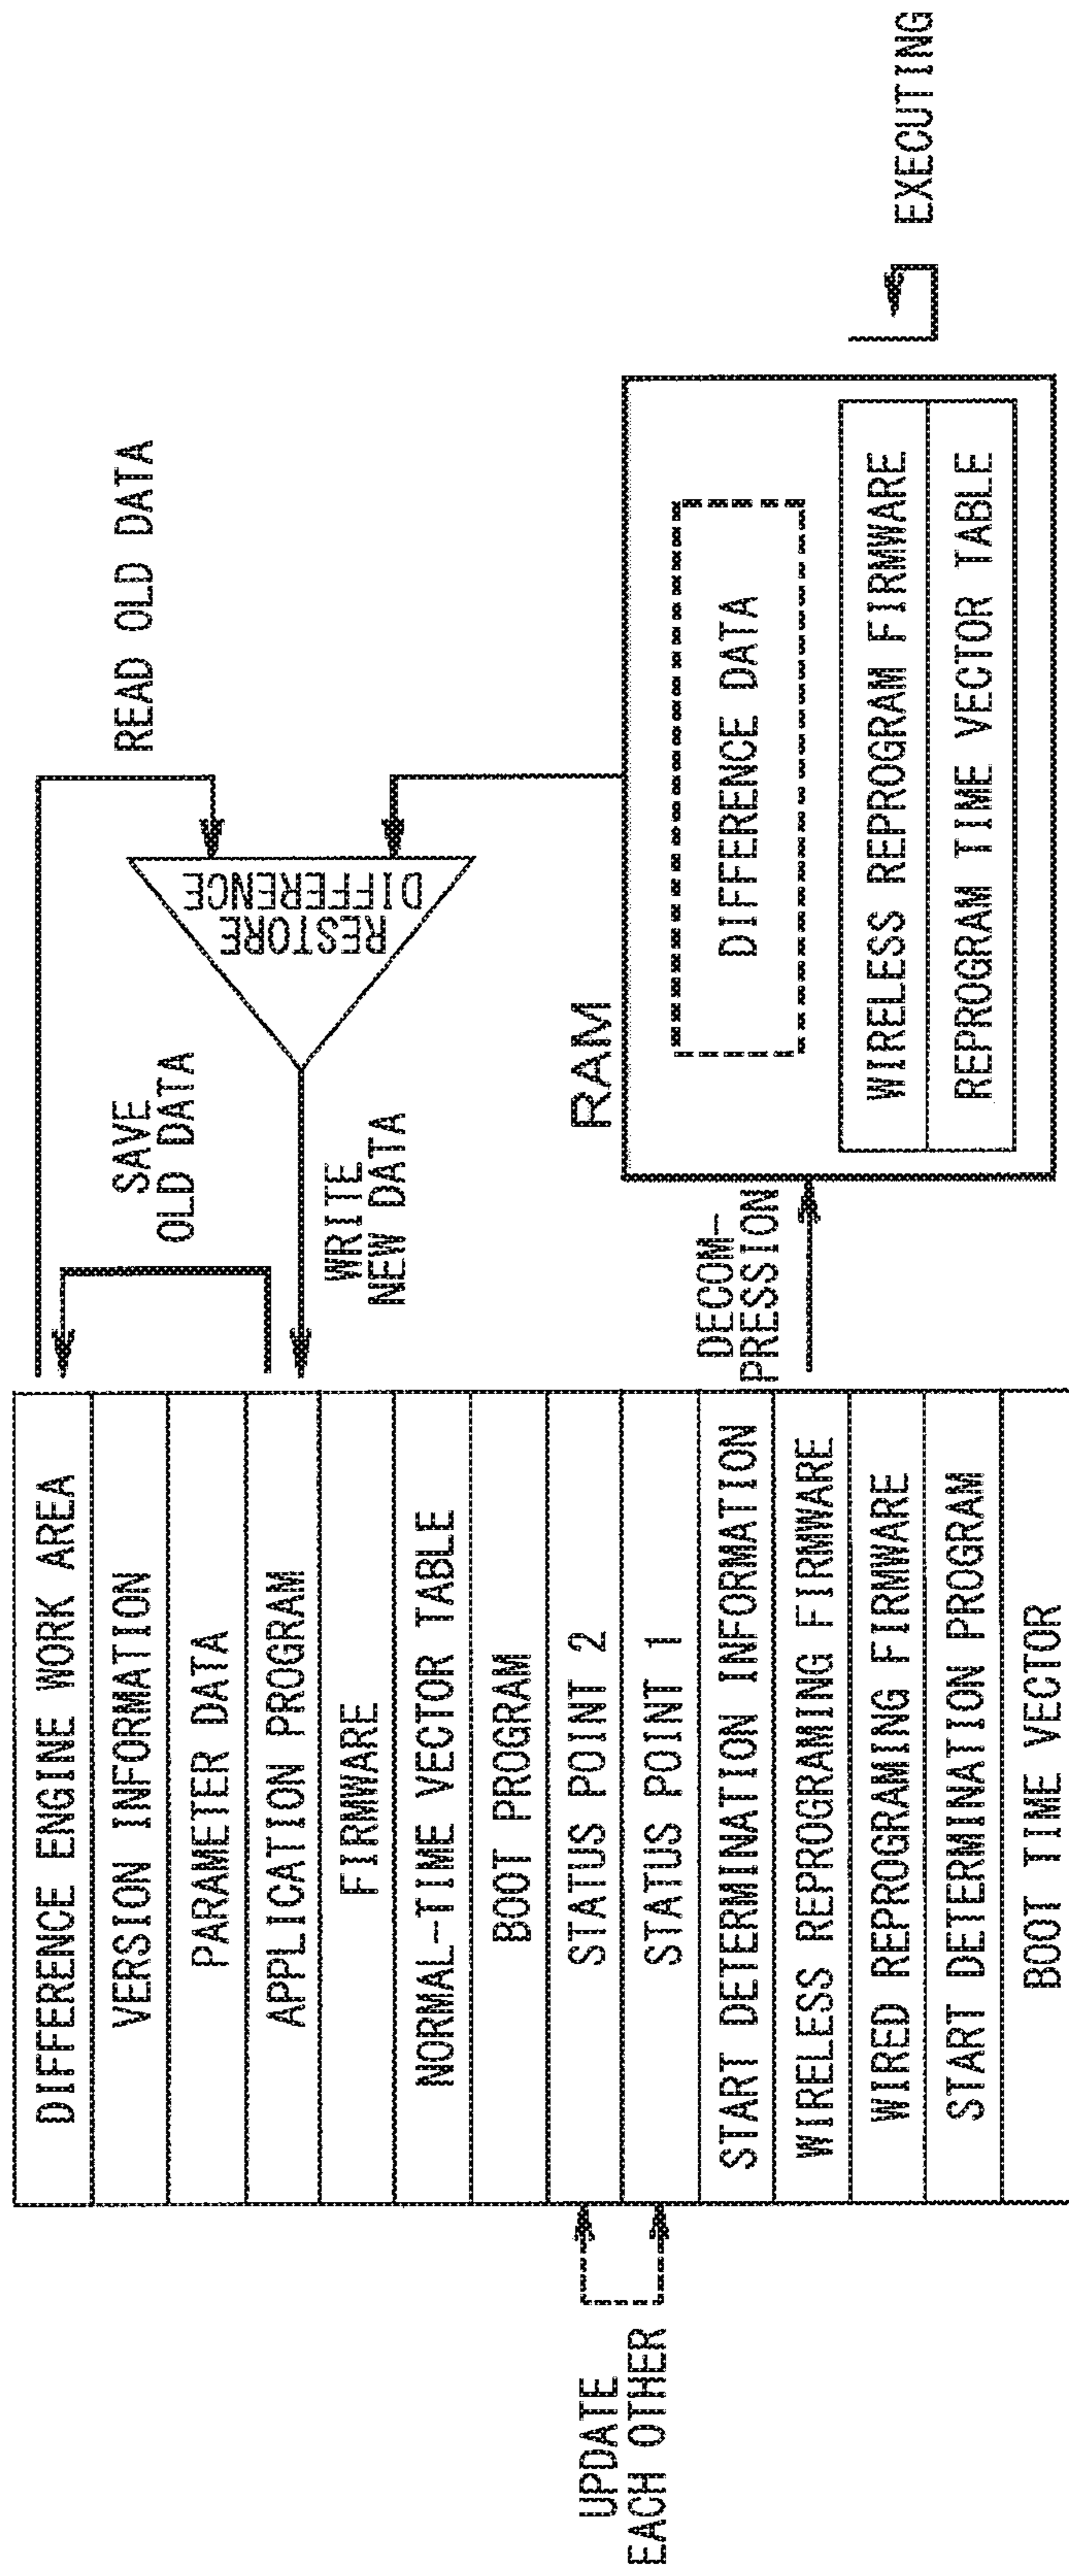 UPDATE
EACH OTHER
DIFFERENCE ENGINE WORK AREA
VERSION INFORMATION
PARAMETER DATA
APPLICATION PROGRAM
FIRMWARE
NORMAL-TIME VECTOR TABLE
BOOT PROGRAM
STATUS POINT 2
STATUS POINT 1
START DETERMINATION INFORMATION
WIRELESS REPROGRAMING FIRMWARE
WIRED REPROGRAMING FIRMWARE
START DETERMINATION PROGRAM
BOOT TIME VECTOR
SAVE
OLD DATA
WRITE
NEW DATA
RESTORE
DIFFERENCE
READ OLD DATA
DECOM-
PRESSION
RAM
DIFFERENCE DATA
WIRELESS REPROGRAM FIRMWARE
REPROGRAM TIME VECTOR TABLE
EXECUTING